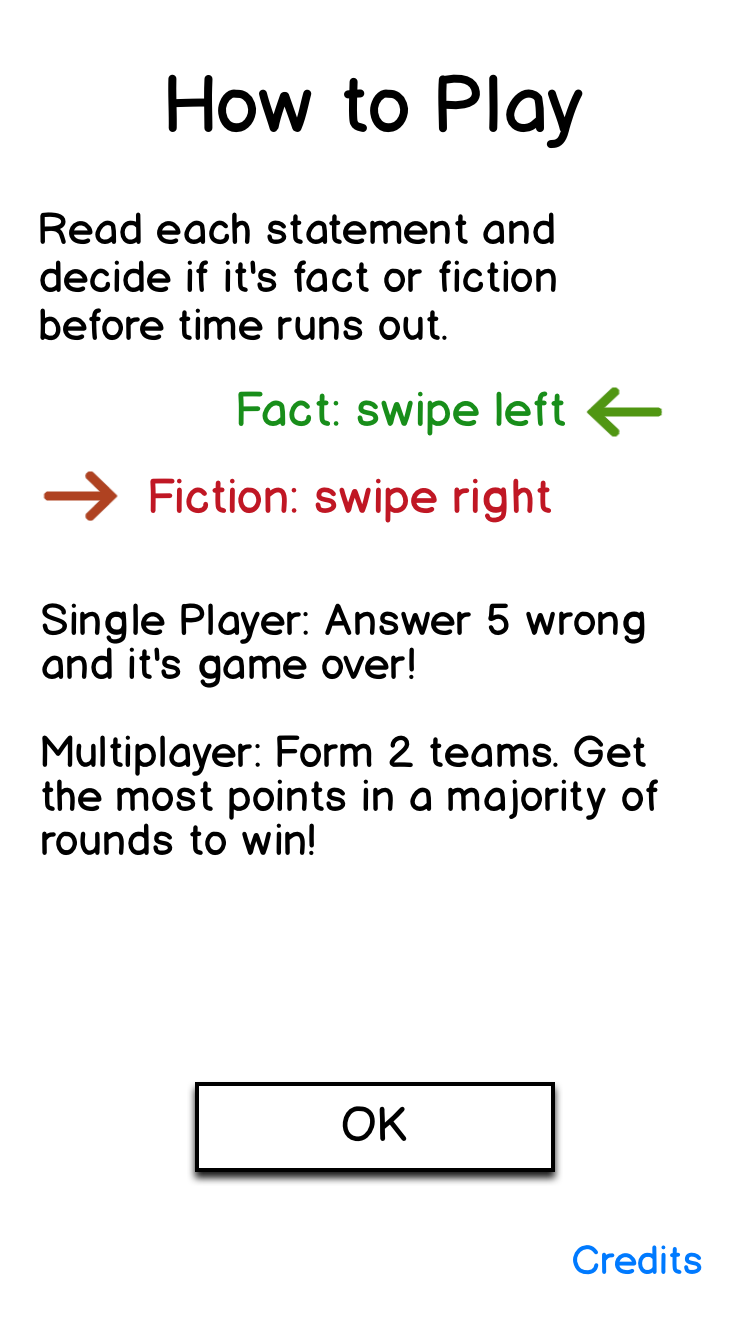 How to Play
Read each statement and
decide if it's fact or fiction
before time runs out.
Fact: swipe left
Fiction: swipe right
Single Player: Answer 5 wrong
and it's game over!
Multiplayer: Form 2 teams. Get
the most points in a majority of
rounds to win!
OK
Credits